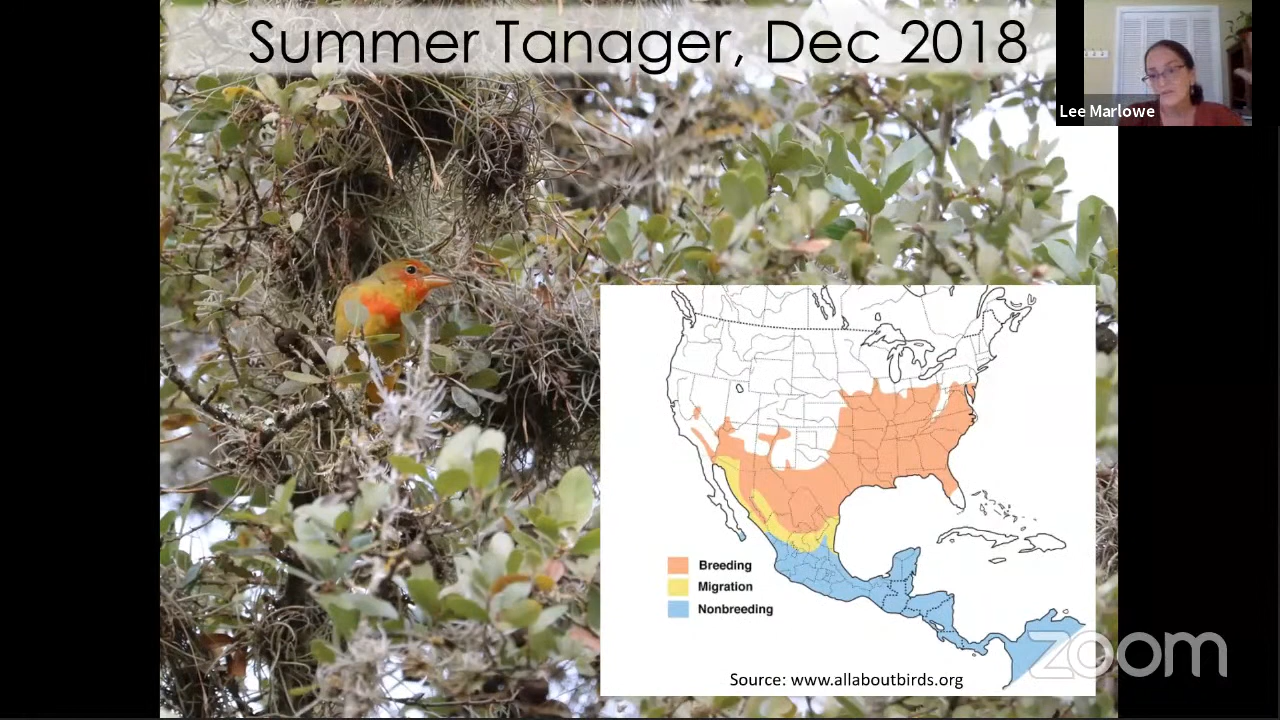 Summer Tanager, Dec 2018
Lee Marlowe
Breeding
Migration
Nonbreeding
Source: www.allaboutbirds.org
zoom